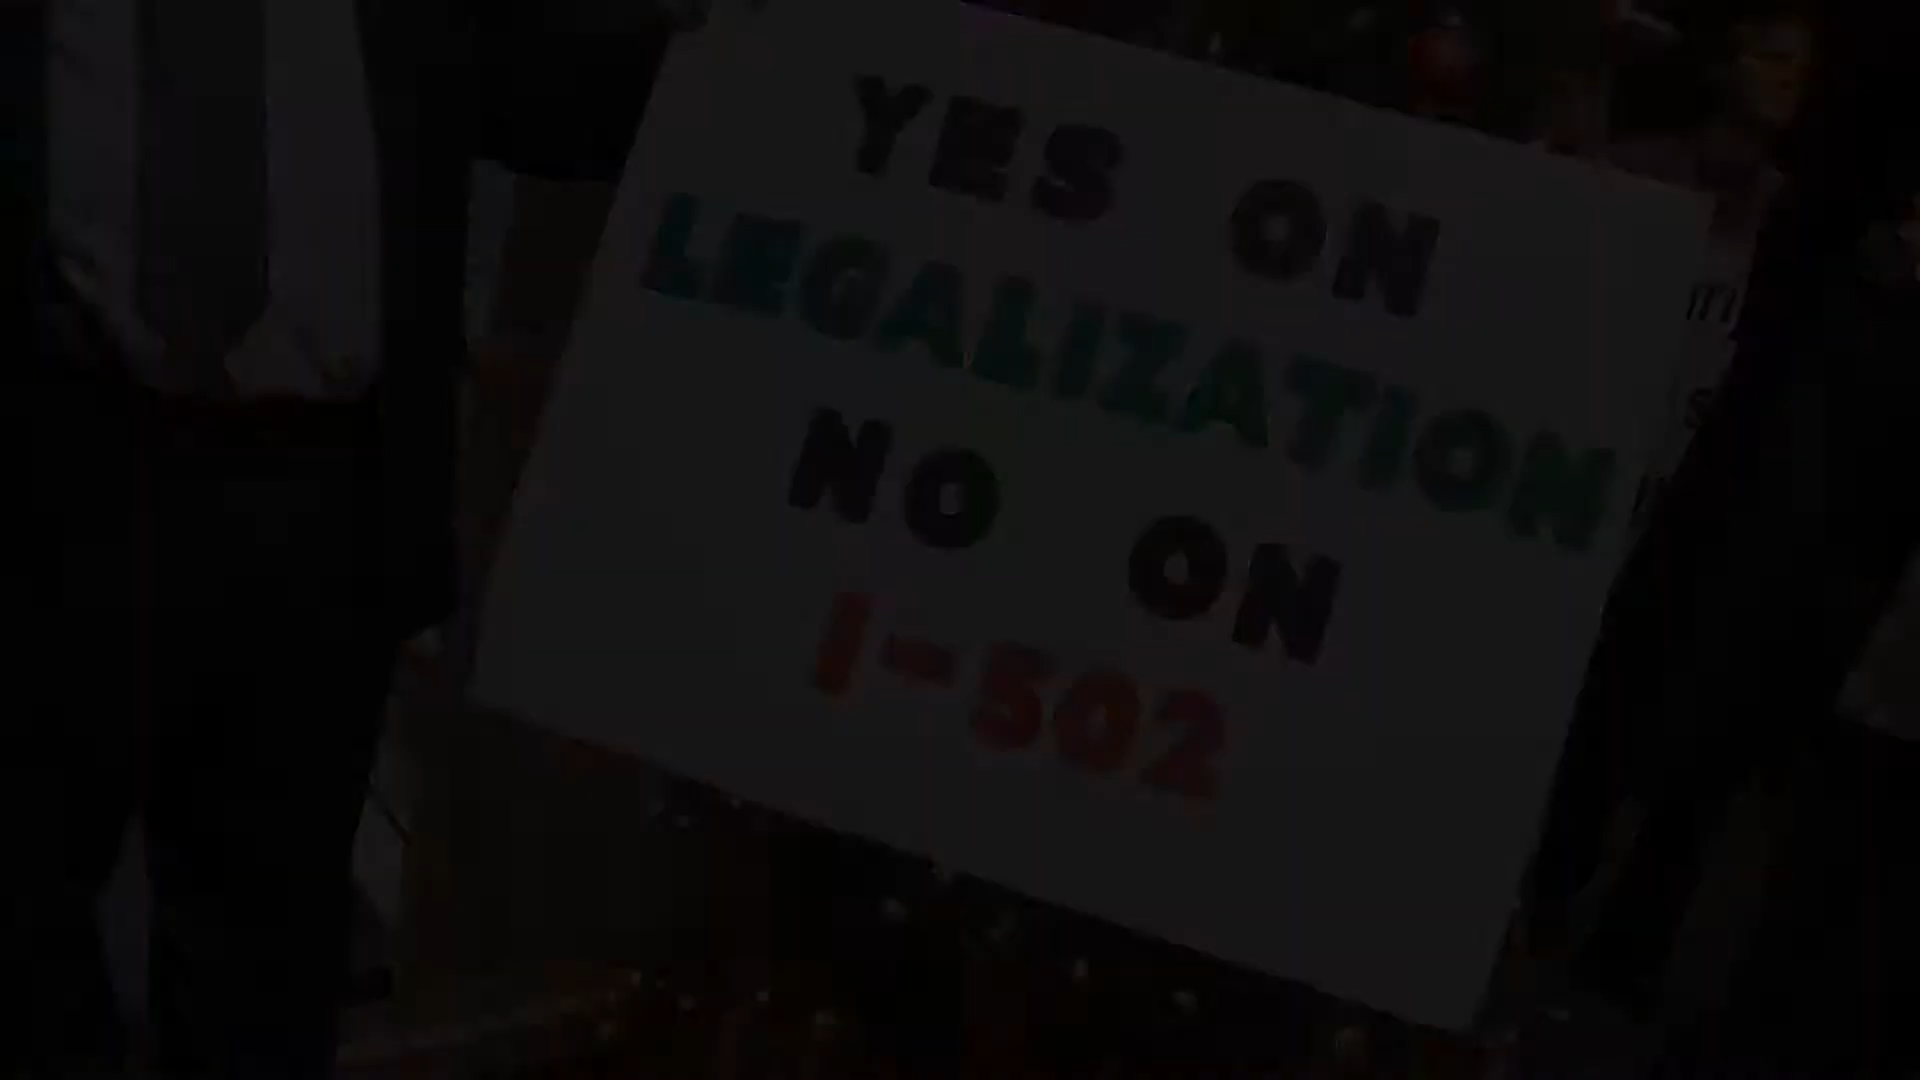 YES ON
LEGALIZATION
NO ON
I-502